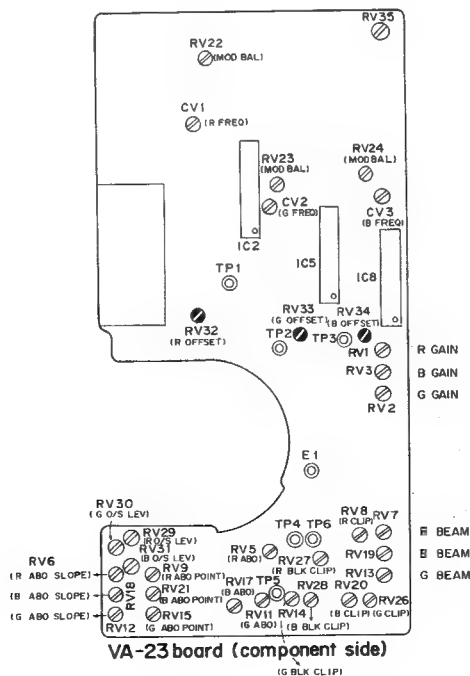 RV35
RV22
(MOD BAL)
CV1
(R FREQ)
RV23
(MOD BAL)
RV24
(MOD BAL)
CV2
(G FREQ)
CV3
(B FREQ)
IC2
IC5
IC8
TP1
RV33
(G OFFSET)
RV34
(B OFFSET)
RV32
(R OFFSET)
TP2
TP3
RV1 R GAIN
RV3 B GAIN
RV2 G GAIN
E1
RV30
(G O/S LEV)
RV29
(R O/S LEV)
RV31
(B O/S LEV)
TP4 TP6
RV8
(R CLIP)
RV7
BEAM
RV6
(R ABO SLOPE)
RV9
(R ABO POINT)
RV5
(R ABO)
RV27
(R BLK CLIP)
RV19
BEAM
RV18
(B ABO SLOPE)
RV21
(B ABO POINT)
RV17
(B ABO)
TP5
RV28
RV20
RV13
G BEAM
(G ABO SLOPE)
RV12
RV15
(G ABO POINT)
RV11
(G ABO)
RV14
(B BLK CLIP)
(B CLIP)
RV26
(G CLIP)
VA-23 board (component side)
(G BLK CLIP)